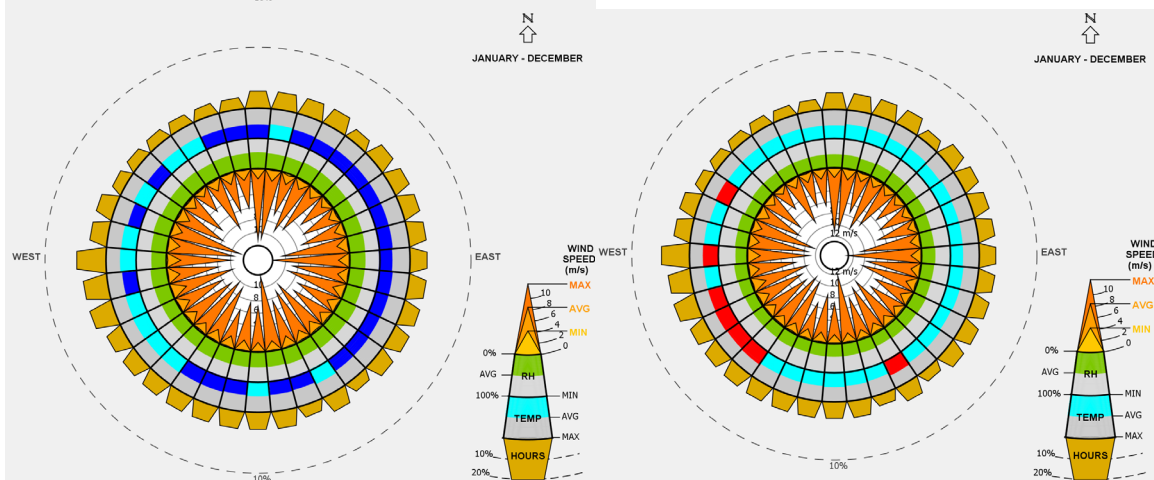 N
JANUARY - DECEMBER
WEST
EAST
10
8
6
10%
WIND
SPEED
(m/s)
MAX
10
8
AVG
6
4
MIN
2
0%
0
AVG
RH
100%
MIN
TEMP
AVG
MAX
10%
HOURS
20%
N
JANUARY - DECEMBER
WEST
EAST
12 m/s
12 m/s
10
8
10%
WIND
SPEED
(m/s)
MAX
10
8
AVG
6
4
MIN
2
0%
0
AVG
RH
100%
MIN
TEMP
AVG
MAX
10%
HOURS
20%